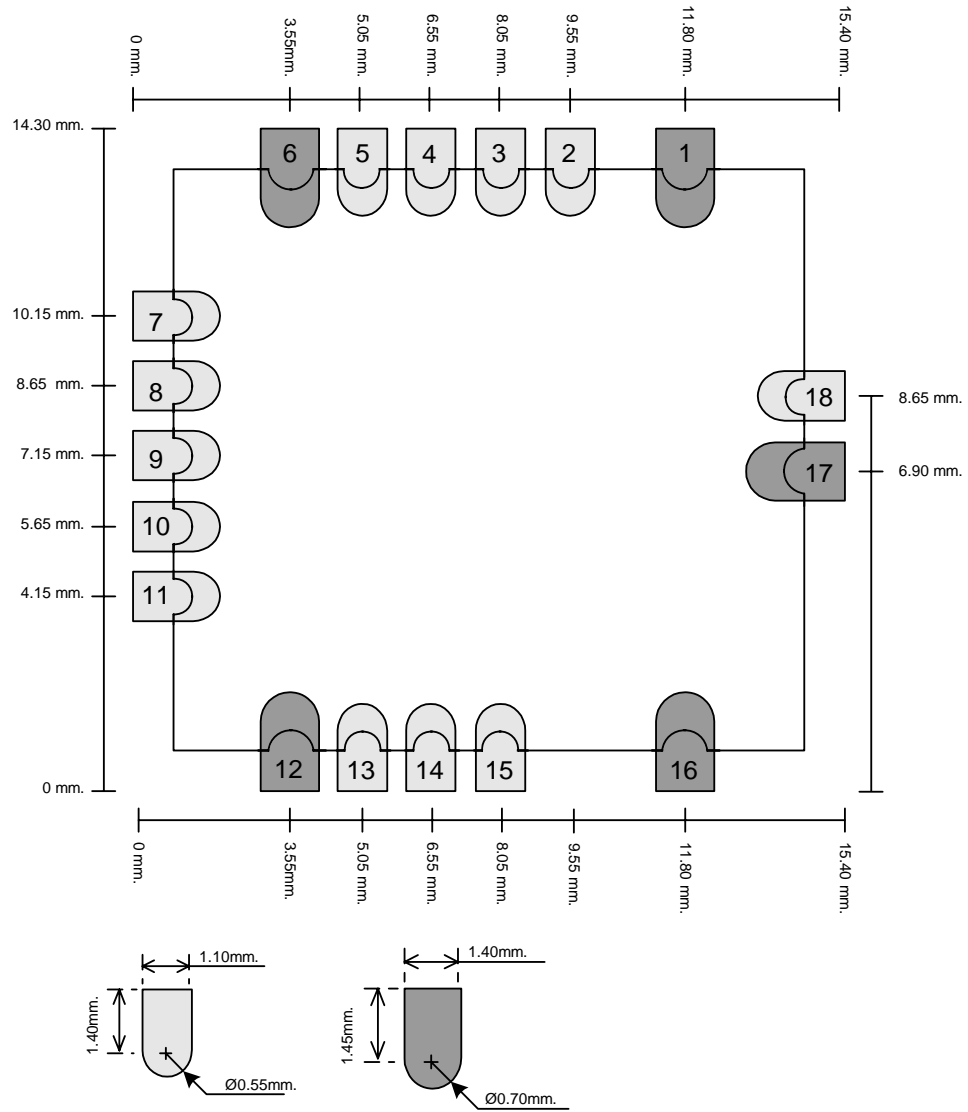 0 mm.
3.55mm.
5.05 mm.
6.55 mm.
8.05 mm.
9.55 mm.
11.80 mm.
15.40 mm.
14.30 mm.
6
5
4
3
2
1
10.15 mm.
7
8.65 mm.
8
18
8.65 mm.
7.15 mm.
9
17
6.90 mm.
5.65 mm.
10
4.15 mm.
11
0 mm.
12
13
14
15
16
0 mm.
3.55mm.
5.05 mm.
6.55 mm.
8.05 mm.
9.55 mm.
11.80 mm.
15.40 mm.
1.10mm.
1.40mm.
1.40mm.
1.45mm.
Ø0.55mm.
Ø0.70mm.